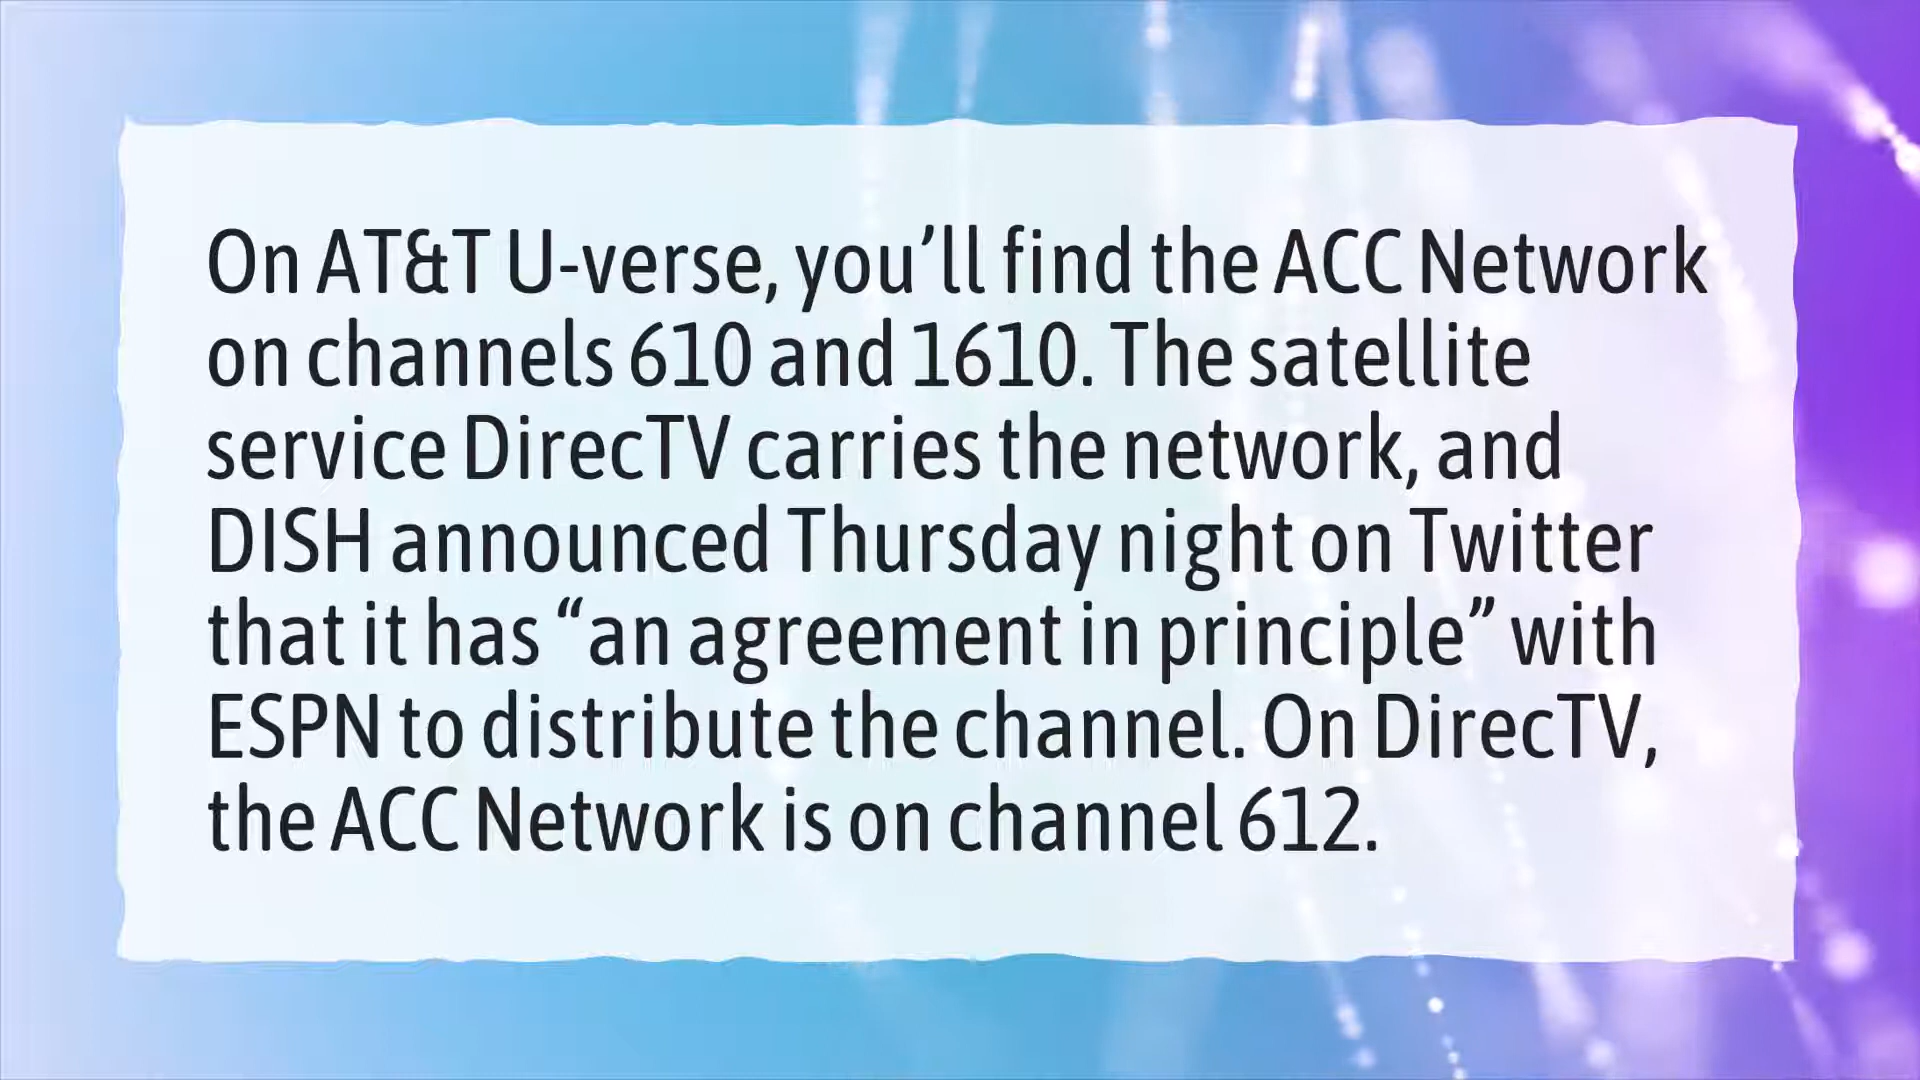 On AT&T U-verse, you’ll find the ACC Network
on channels 610 and 1610. The satellite
service DirecTV carries the network, and
DISH announced Thursday night on Twitter
that it has “an agreement in principle” with
ESPN to distribute the channel. On DirecTV,
the ACC Network is on channel 612.